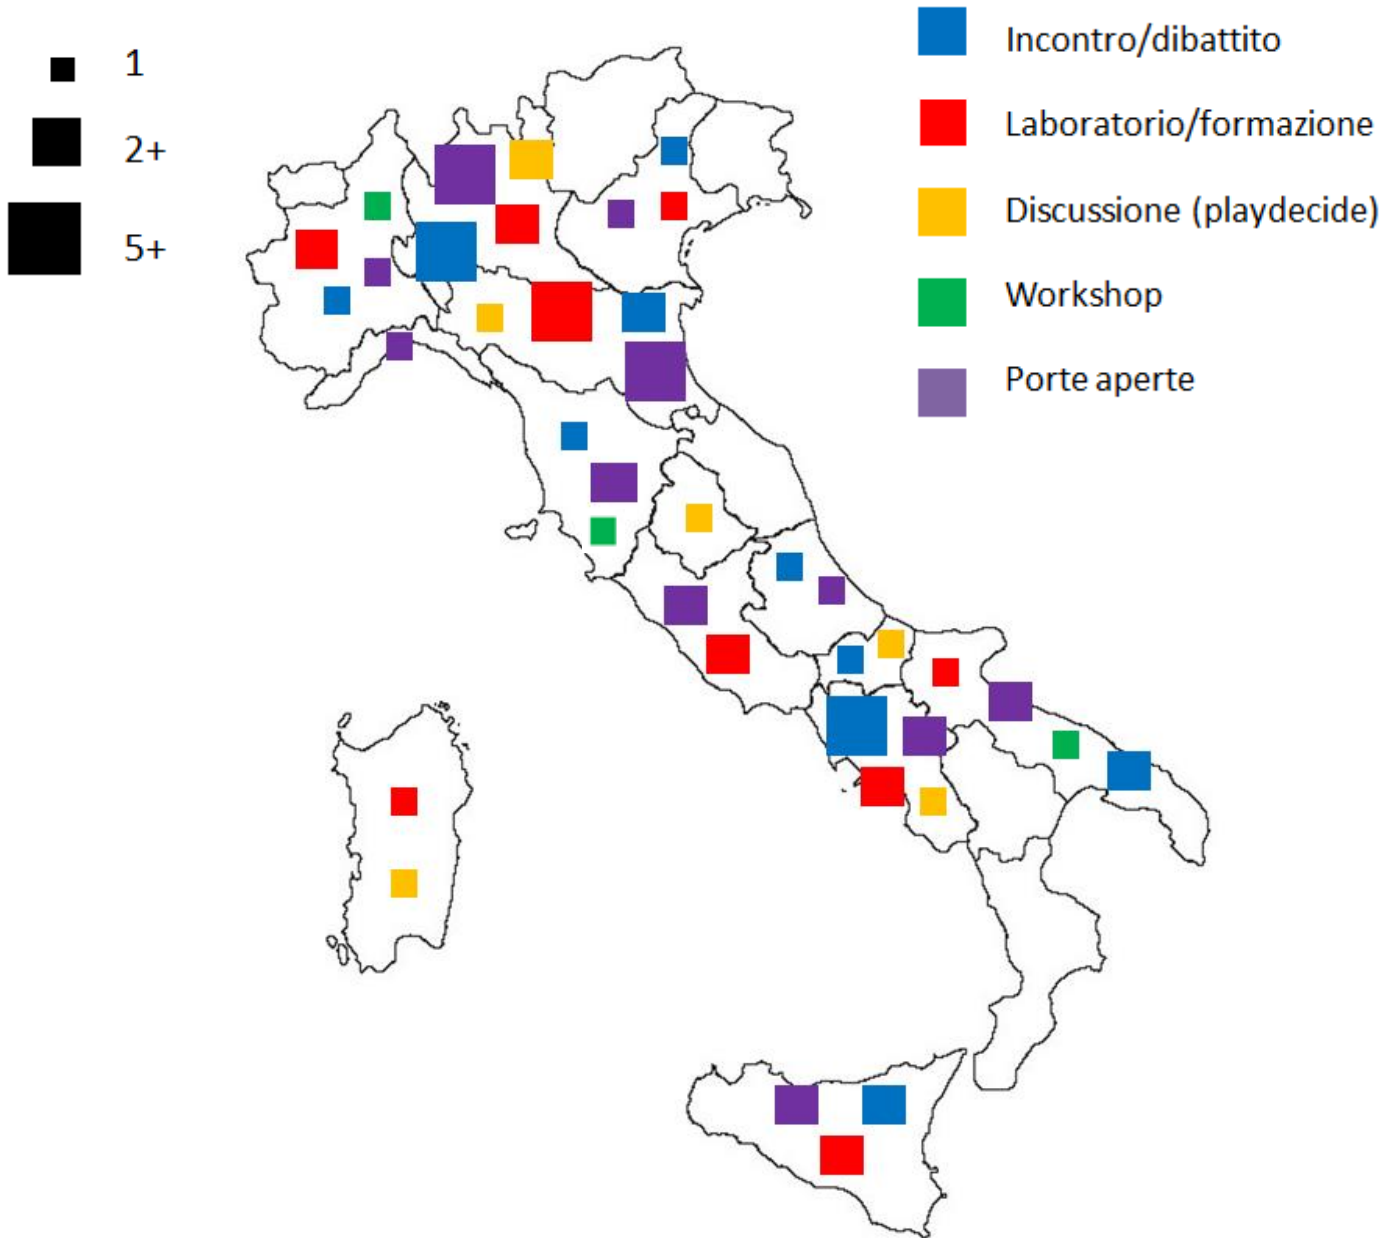 1
2+
5+
Incontro/dibattito
Laboratorio/formazione
Discussione (playdecide)
Workshop
Porte aperte